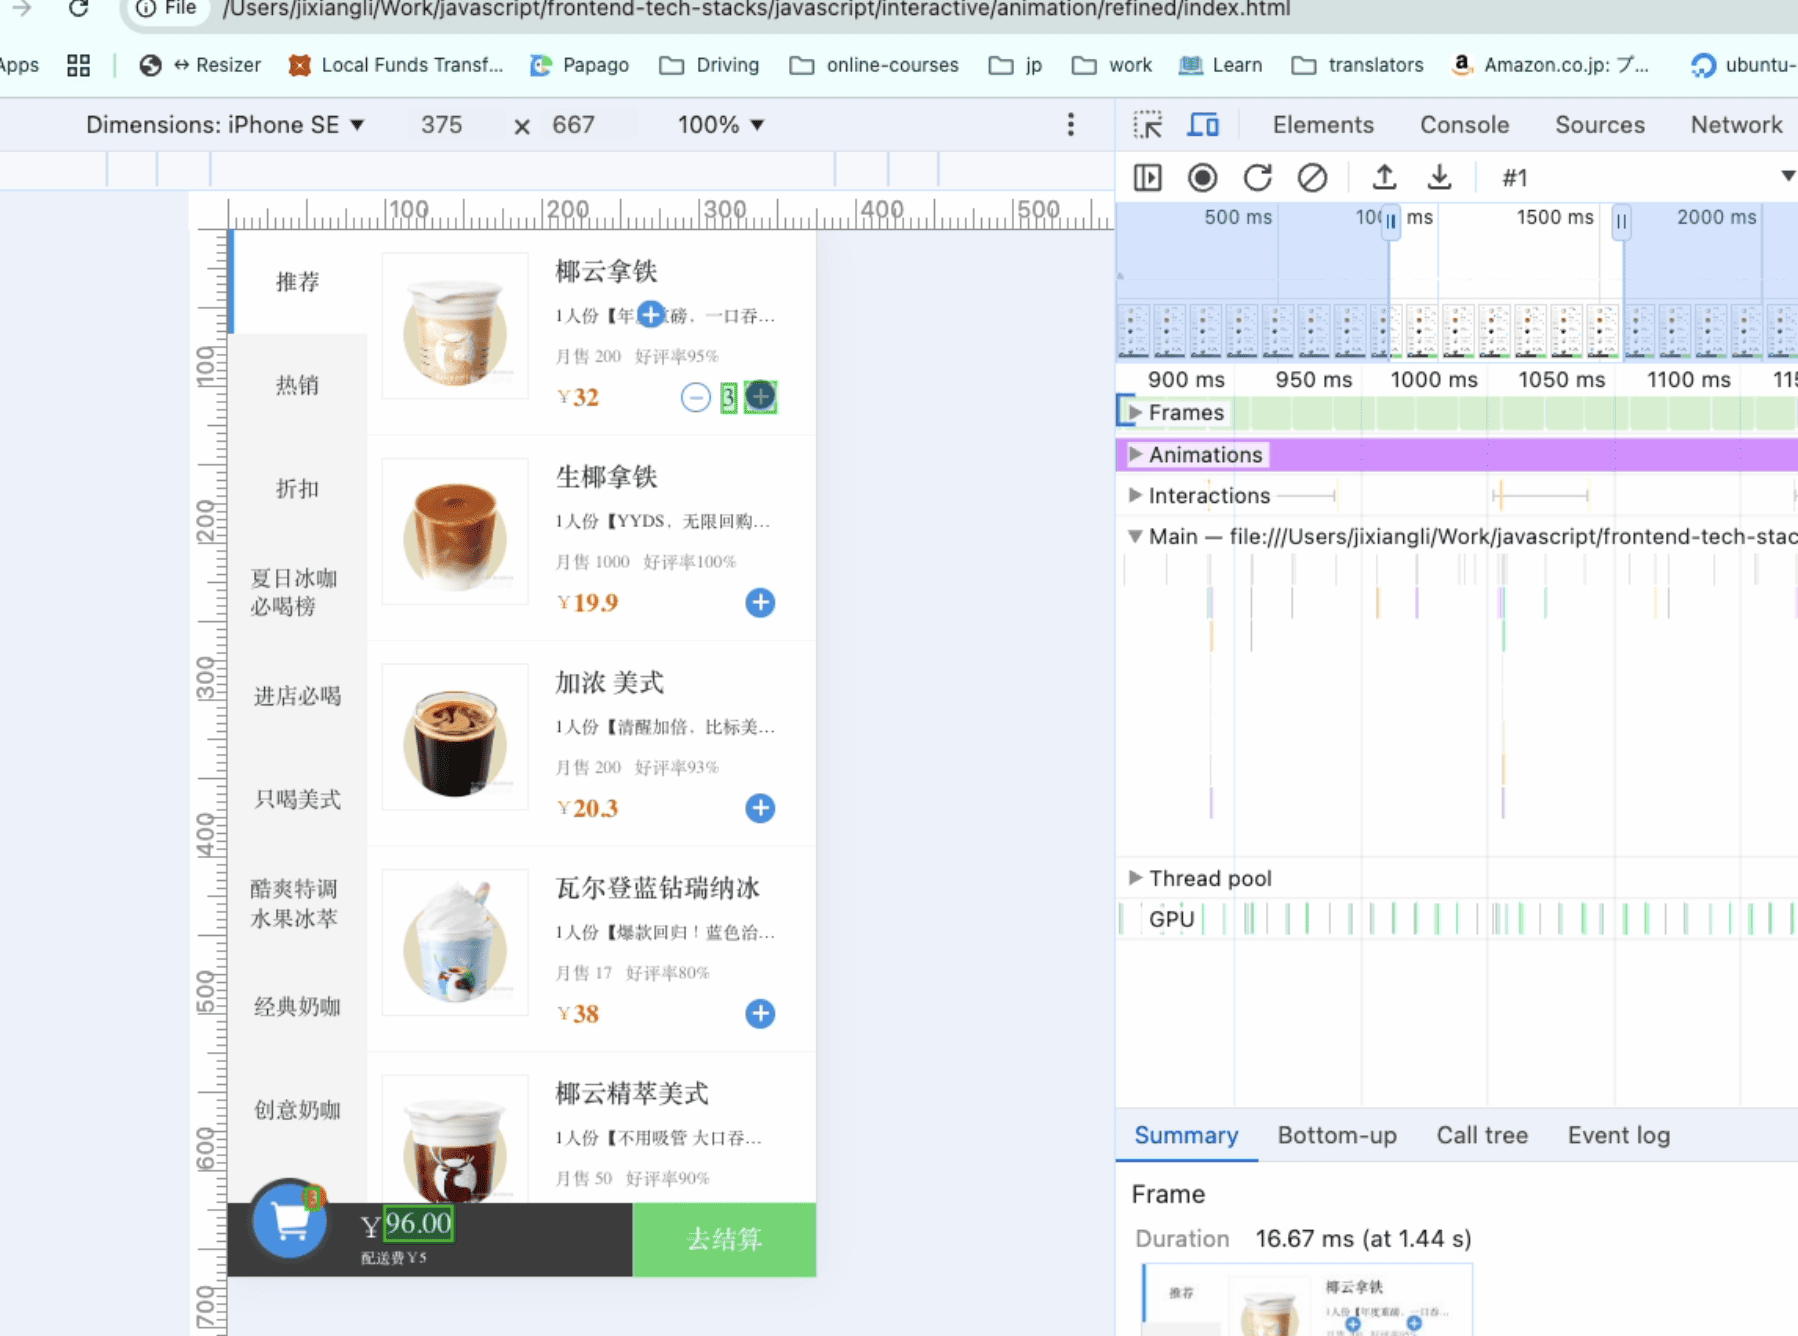 File /Users/jixiangli/Work/javascript/frontend-tech-stacks/javascript/interactive/animation/refined/index.html
Apps ↔ Resizer Local Funds Transf... Papago Driving online-courses jp work Learn translators Amazon.co.jp: プ... ubuntu-
Dimensions: iPhone SE 375 × 667 100%
Elements Console Sources Network
#1
500 ms ms 1500 ms 2000 ms
100 200 300 400 500
100 200 300 400 500 600 700
推荐
热销
折扣
夏日冰咖
必喝榜
进店必喝
只喝美式
酷爽特调
水果冰萃
经典奶咖
创意奶咖
椰云拿铁
1人份【年 磅，一口吞...
月售 200 好评率95%
¥32 3
生椰拿铁
1人份【YYDS，无限回购...
月售 1000 好评率100%
¥19.9
加浓 美式
1人份【清醒加倍，比标美...
月售 200 好评率93%
¥20.3
瓦尔登蓝钻瑞纳冰
1人份【爆款回归！蓝色治...
月售 17 好评率80%
¥38
椰云精萃美式
1人份【不用吸管 大口吞...
月售 50 好评率90%
¥96.00
配送费 ¥5
去结算
900 ms 950 ms 1000 ms 1050 ms 1100 ms 115
Frames
Animations
Interactions
Main — file:///Users/jixiangli/Work/javascript/frontend-tech-stac
Thread pool
GPU
Summary Bottom-up Call tree Event log
Frame
Duration 16.67 ms (at 1.44 s)
推荐
椰云拿铁
1人份【年度重磅，一口吞...